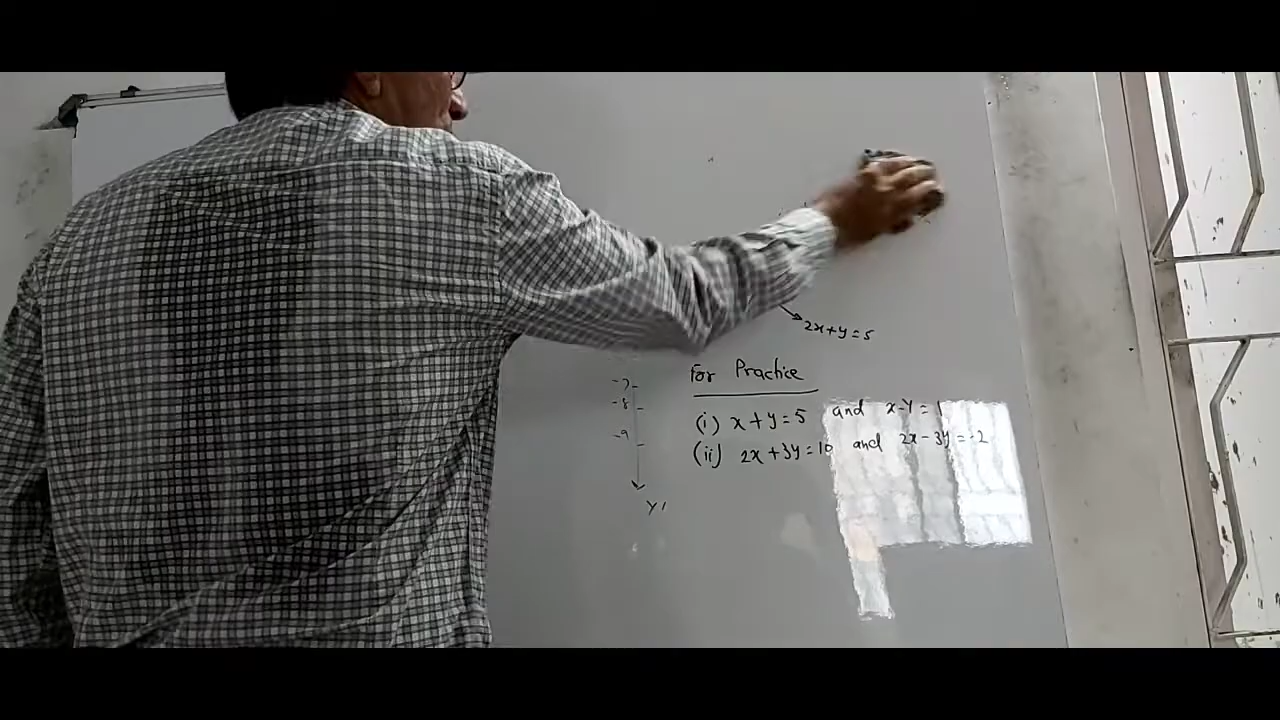 2x+y=5
-7
-8
-9
Y'
For Practice
(i) x+y=5 and x-y=1
(ii) 2x+3y=10 and 2x-3y=-2